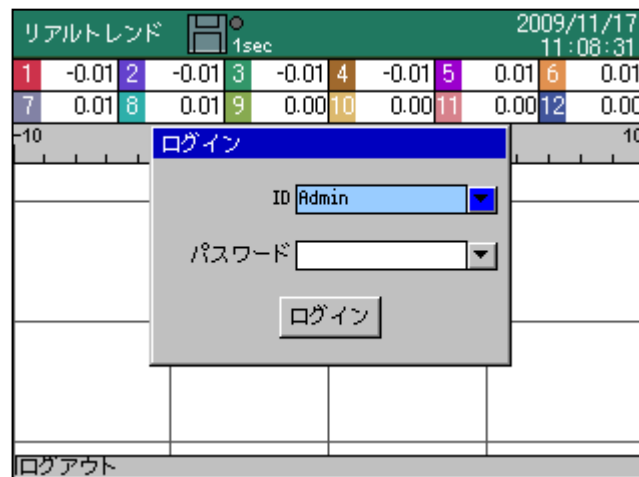 リアルトレンド 1sec 2009/11/17
11:08:31
1 -0.01 2 -0.01 3 -0.01 4 -0.01 5 0.01 6 0.01
7 0.01 8 0.01 9 0.00 10 0.00 11 0.00 12 0.00
-10 10
ログイン
ID Admin
パスワード
ログイン
ログアウト